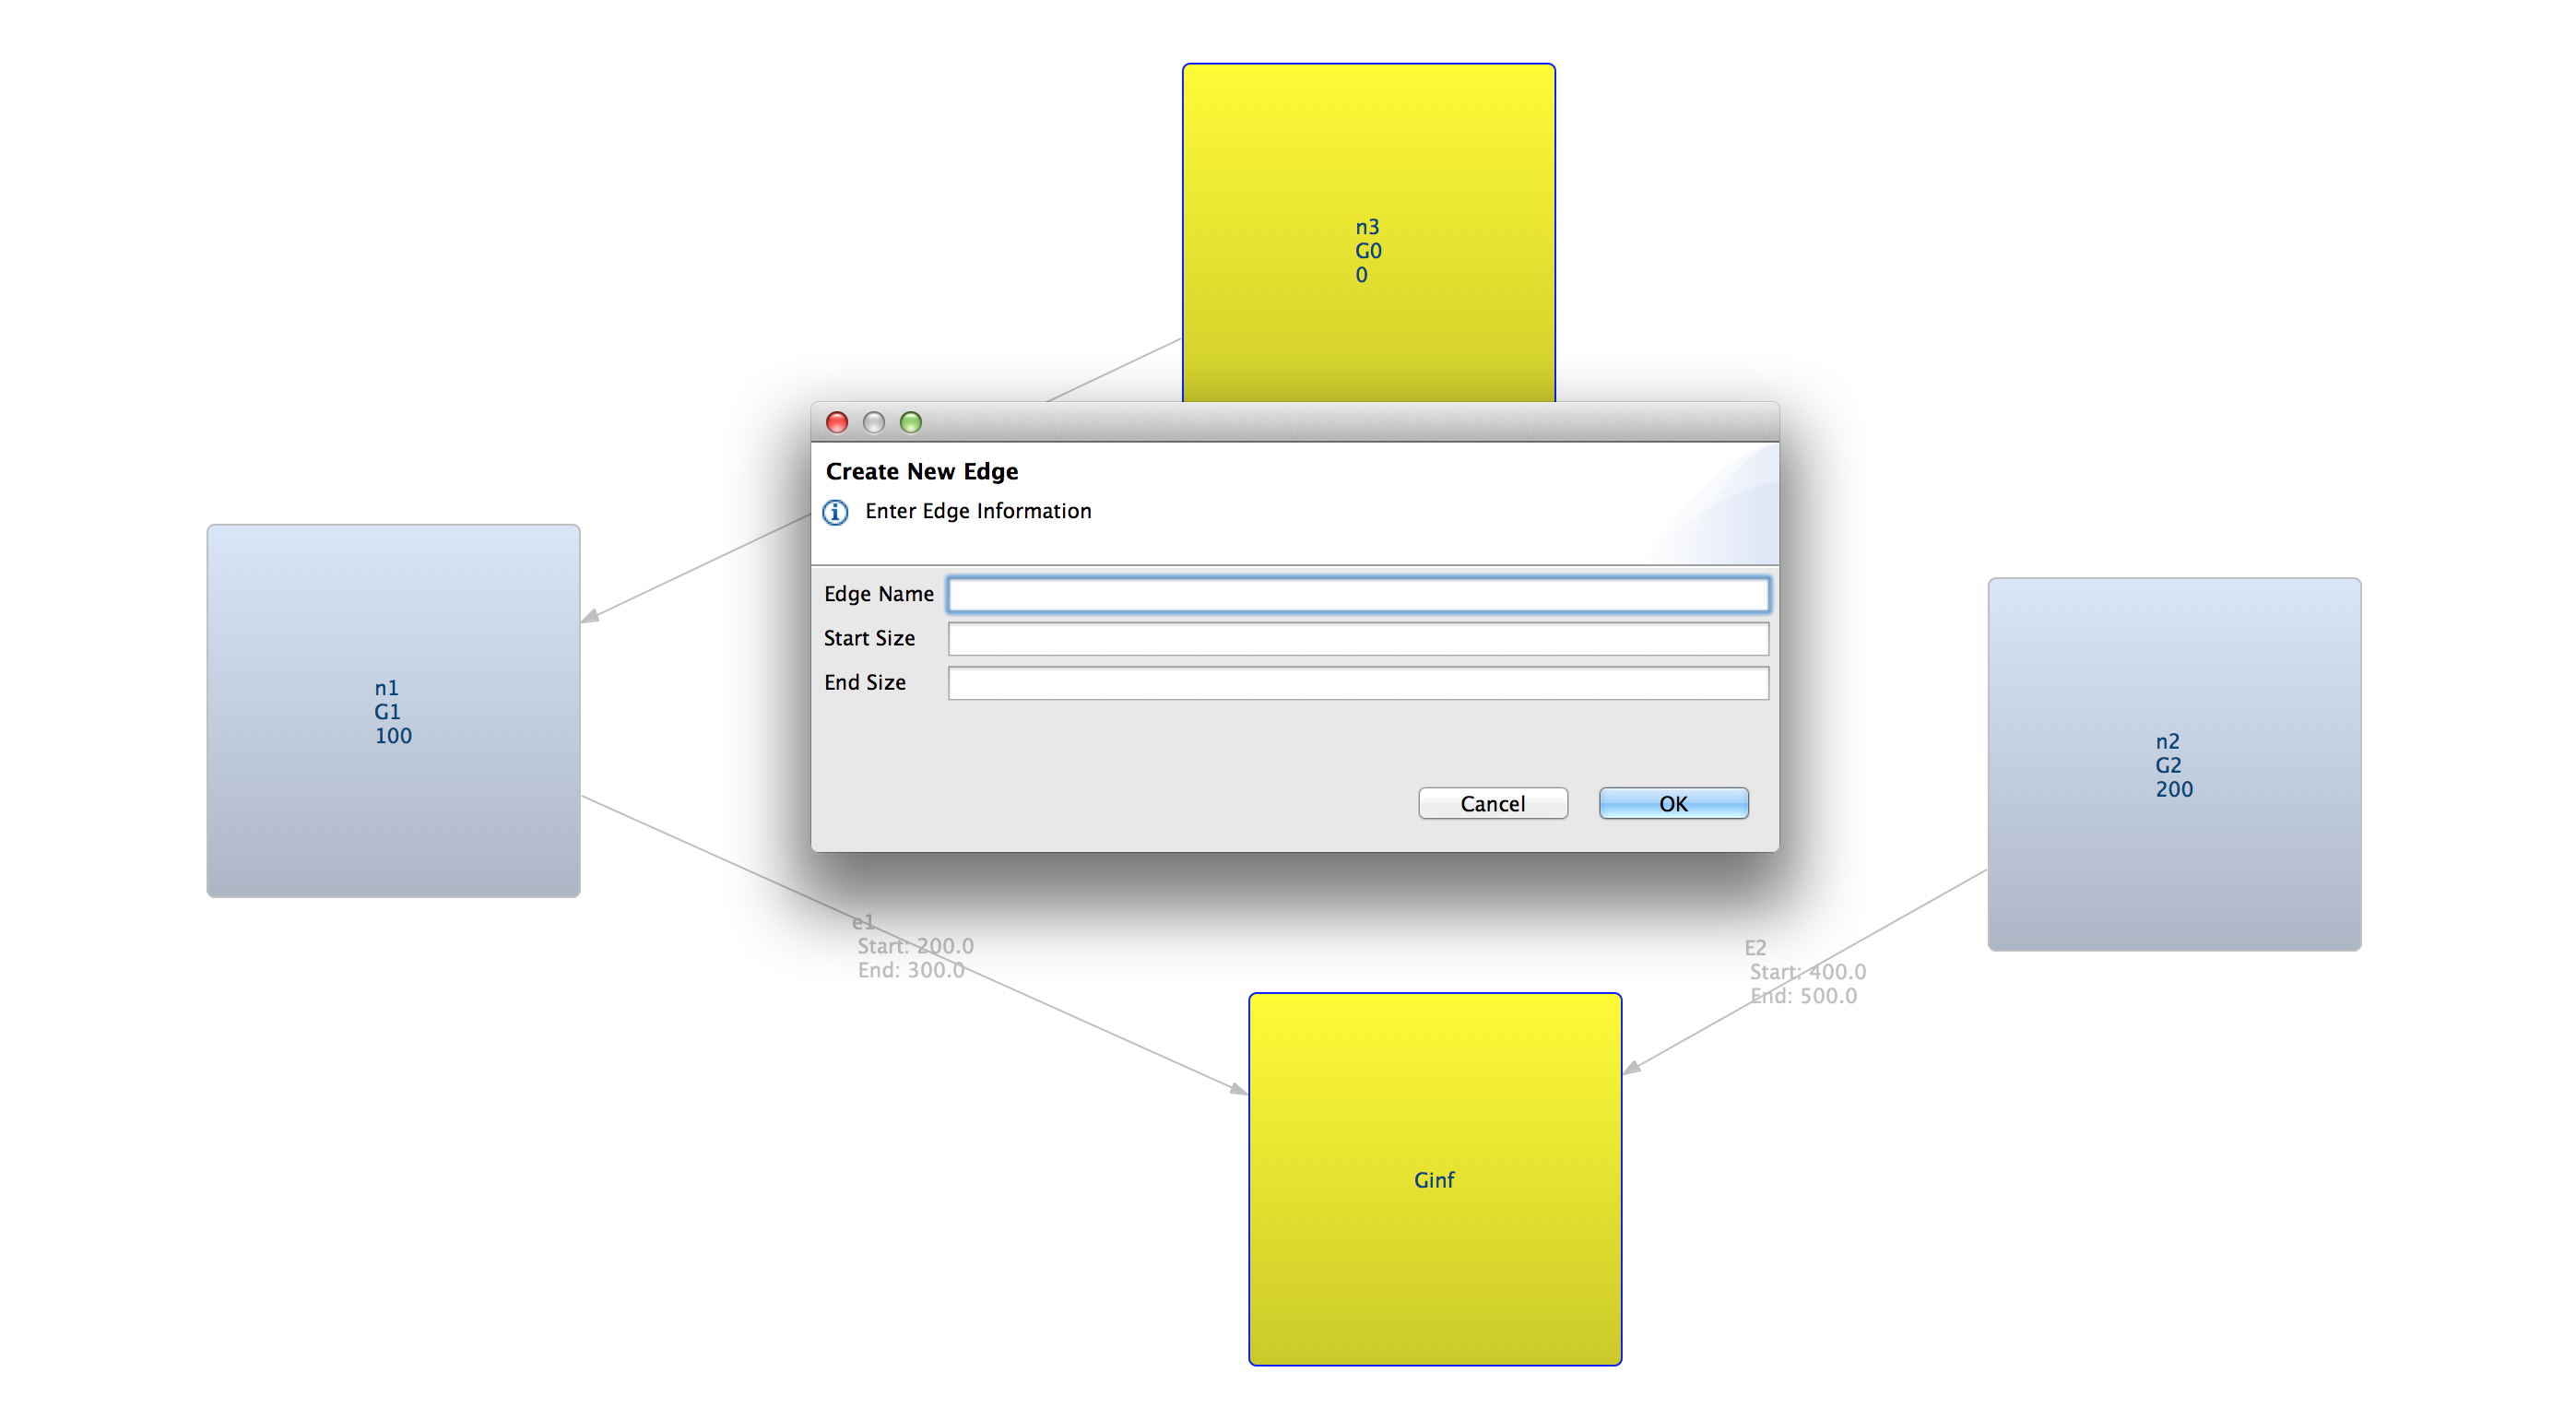 n3
G0
0
Create New Edge
Enter Edge Information
Edge Name
Start Size
End Size
Cancel
OK
n1
G1
100
n2
G2
200
e1
Start: 200.0
End: 300.0
E2
Start: 400.0
End: 500.0
Ginf